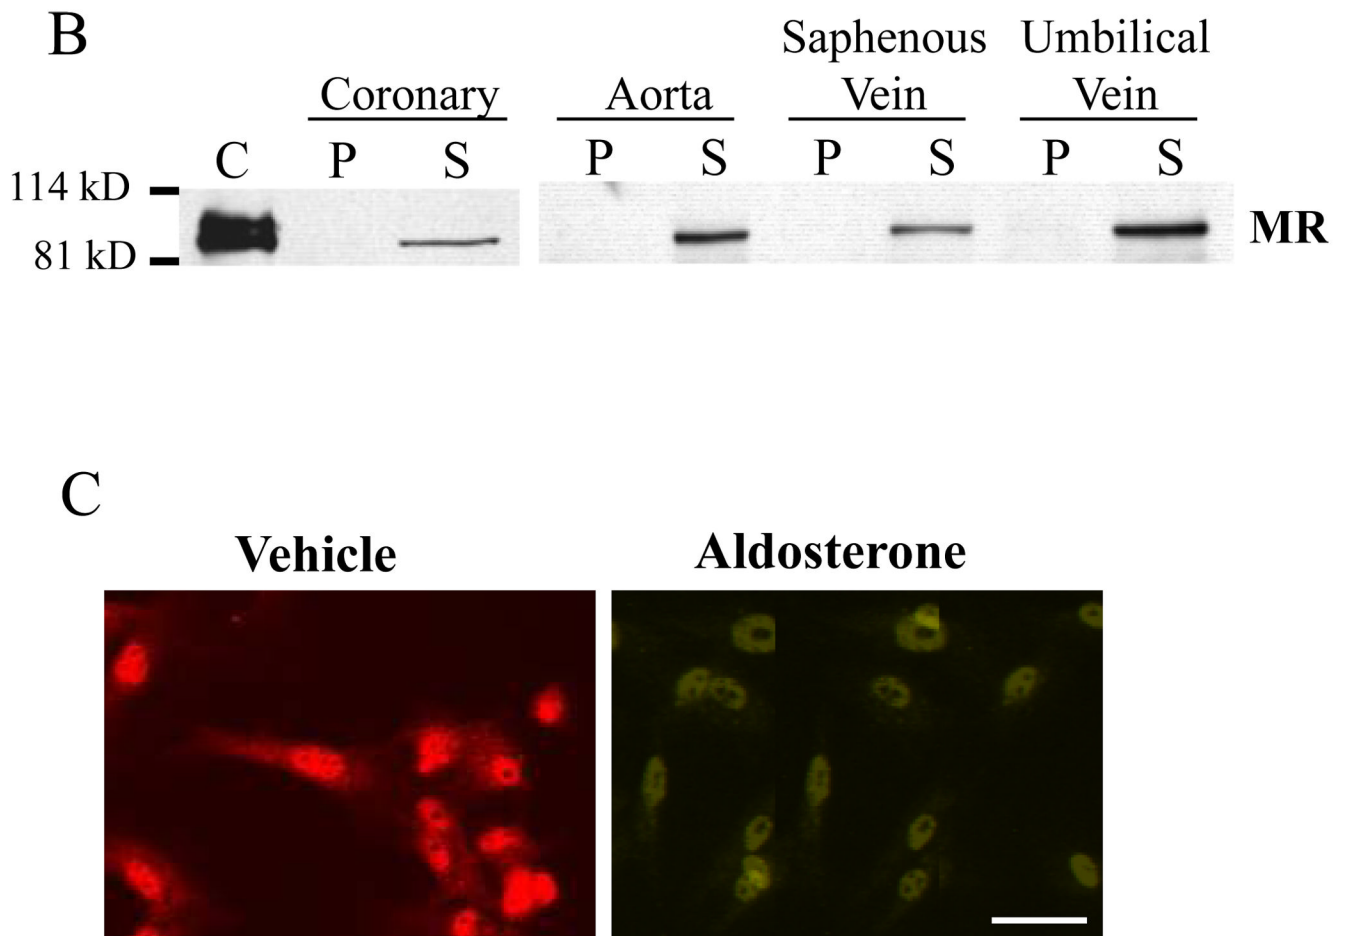 B
Coronary
Aorta
Saphenous Vein
Umbilical Vein
C P S P S P S P S
114 kD
81 kD
MR
C
Vehicle
Aldosterone